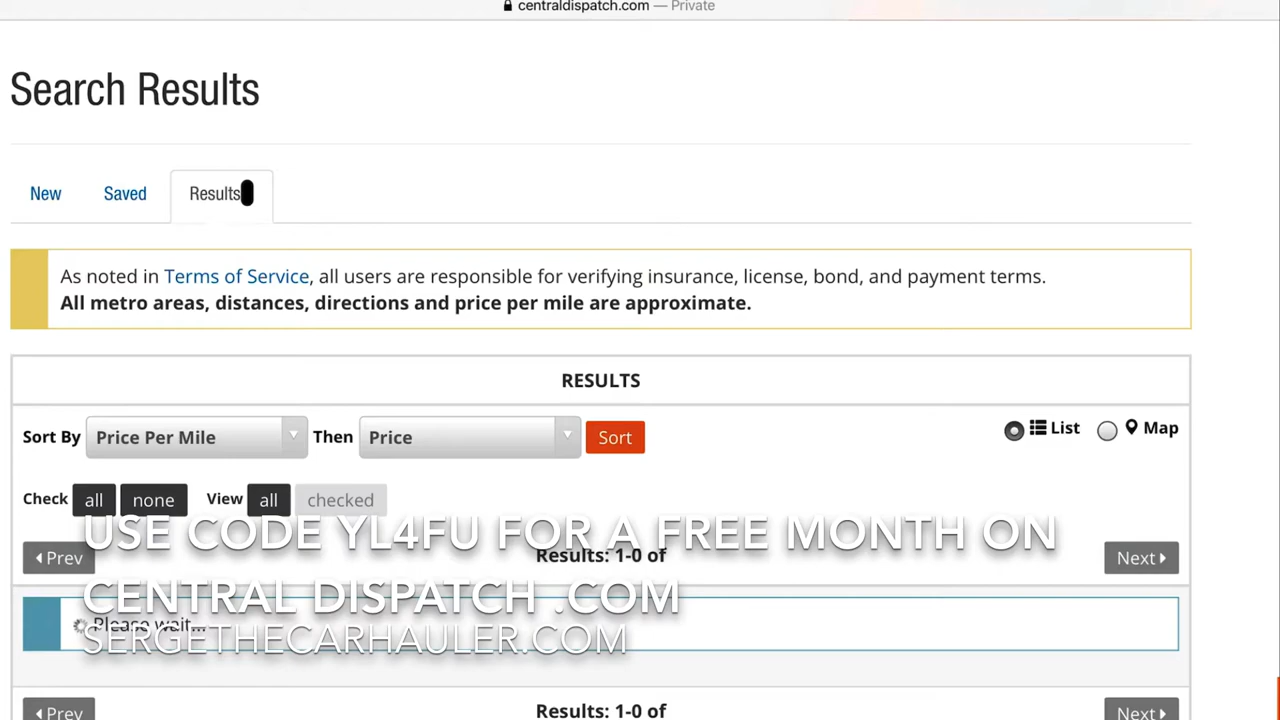 centraldispatch.com — Private
Search Results
New Saved Results
As noted in Terms of Service, all users are responsible for verifying insurance, license, bond, and payment terms.
All metro areas, distances, directions and price per mile are approximate.
RESULTS
Sort By Price Per Mile Then Price Sort List Map
Check all none View all checked
USE CODE YL4FU FOR A FREE MONTH ON
Prev Results: 1-0 of Next
CENTRAL DISPATCH .COM
Please wait...
SERGETHECARHAULER.COM
Prev Results: 1-0 of Next